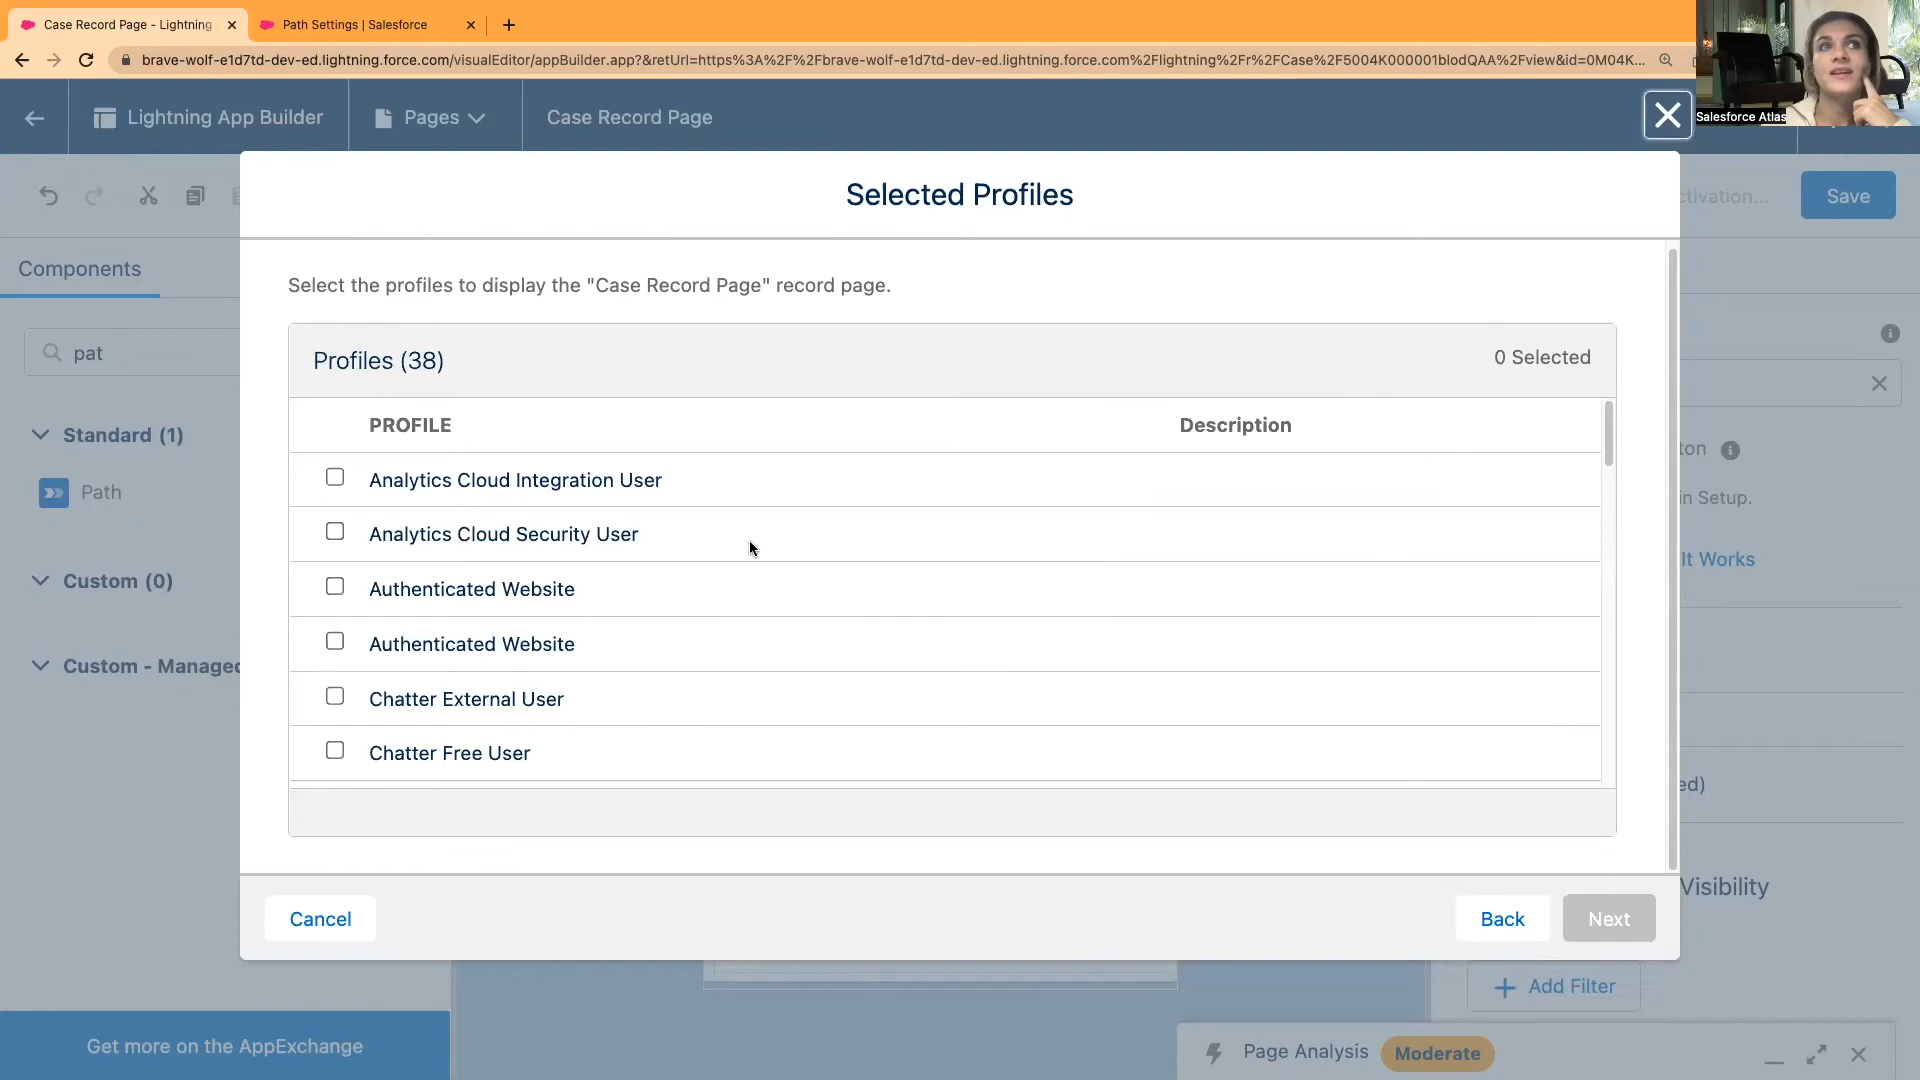 Case Record Page - Lightning
Path Settings | Salesforce
brave-wolf-e1d7td-dev-ed.lightning.force.com/visualEditor/appBuilder.app?&retUrl=https%3A%2F%2Fbrave-wolf-e1d7td-dev-ed.lightning.force.com%2Flightning%2Fr%2FCase%2F5004K000001blodQAA%2Fview&id=0M04K...
Lightning App Builder
Pages
Case Record Page
Salesforce Atlas
Selected Profiles
ctivation...
Save
Components
Select the profiles to display the "Case Record Page" record page.
pat
Profiles (38)
0 Selected
PROFILE
Description
Standard (1)
ton
Analytics Cloud Integration User
Path
in Setup.
Analytics Cloud Security User
It Works
Custom (0)
Authenticated Website
Authenticated Website
Custom - Managed
Chatter External User
Chatter Free User
ed)
Visibility
Cancel
Back
Next
Add Filter
Get more on the AppExchange
Page Analysis
Moderate